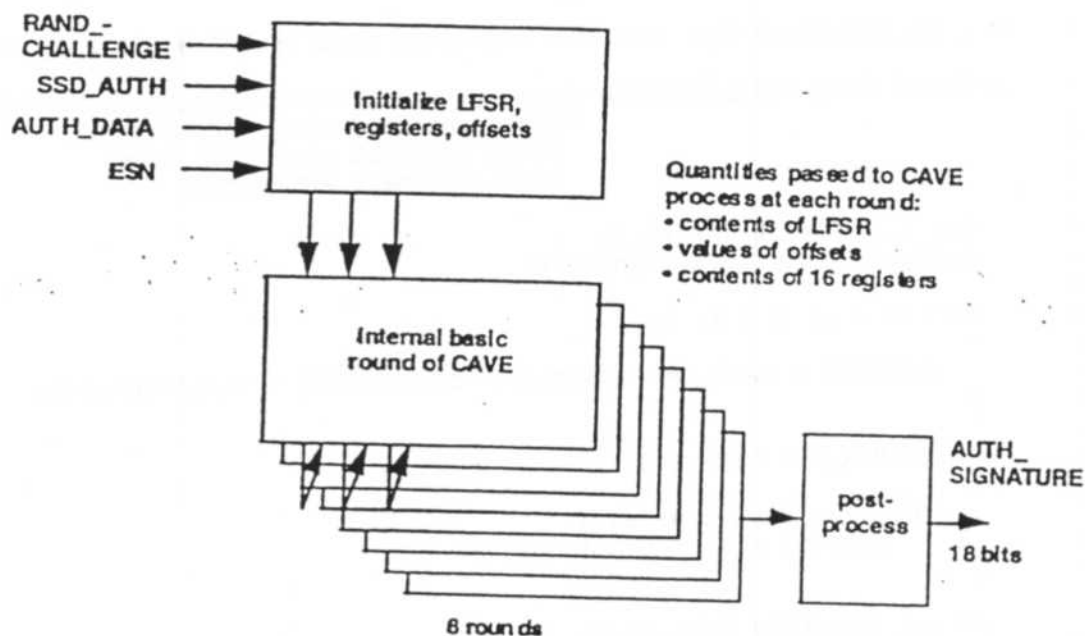 RAND_-
CHALLENGE
SSD_AUTH
AUTH_DATA
ESN
Initialize LFSR,
registers, offsets
Quantities passed to CAVE
process at each round:
• contents of LFSR
• values of offsets
• contents of 16 registers
Internal basic
round of CAVE
post-
process
AUTH_
SIGNATURE
18 bits
8 rounds